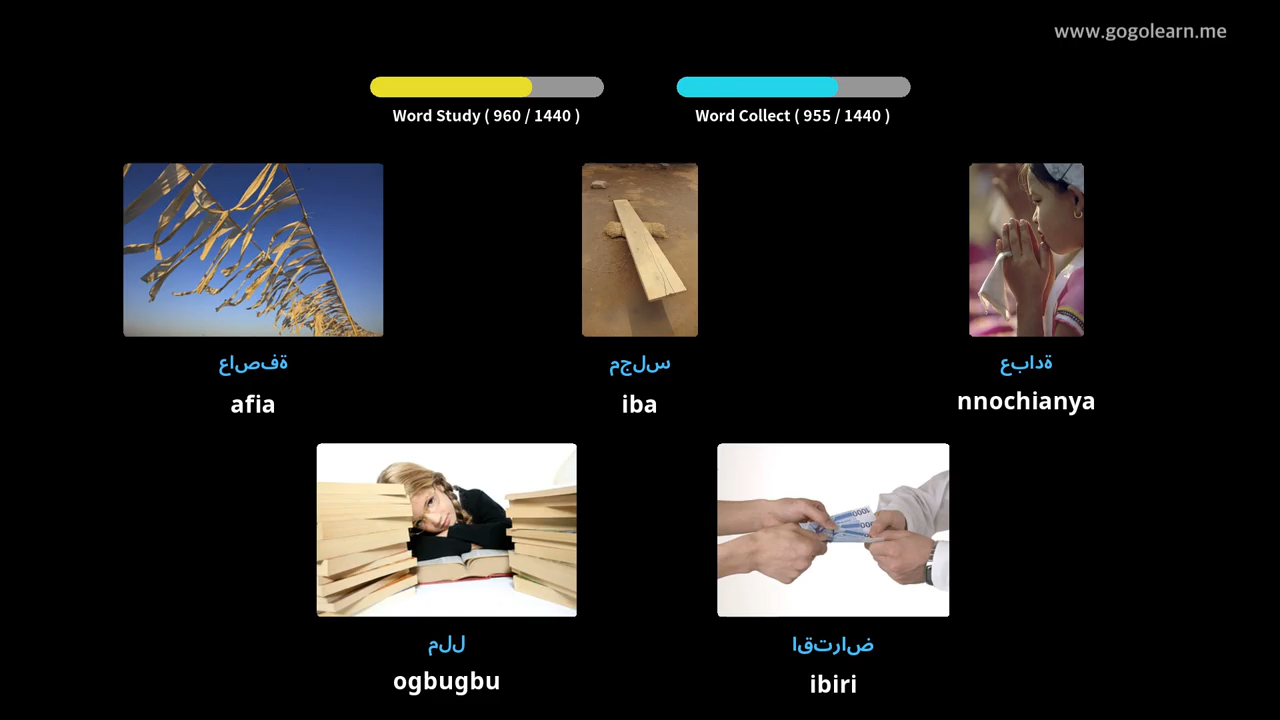 www.gogolearn.me
Word Study ( 960 / 1440 )
Word Collect ( 955 / 1440 )
عاصفة
مجلس
عبادة
afia
iba
nnochianya
ملل
اقتراض
ogbugbu
ibiri